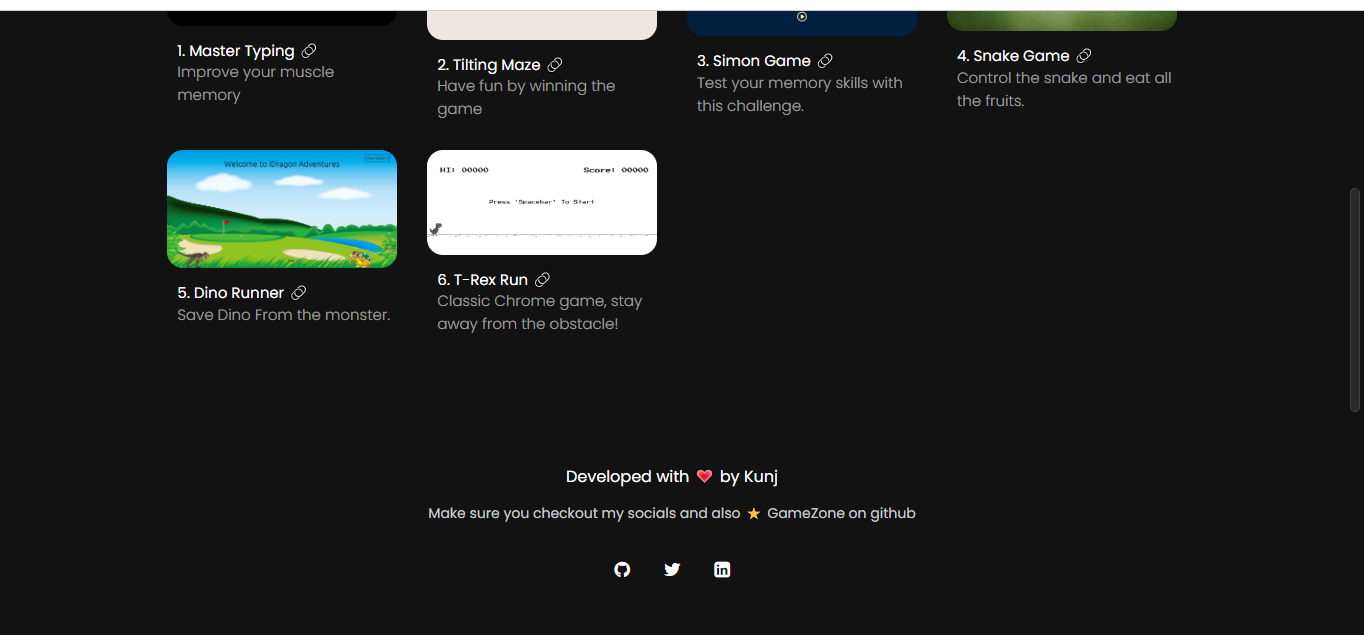 1. Master Typing
Improve your muscle
memory
2. Tilting Maze
Have fun by winning the
game
3. Simon Game
Test your memory skills with
this challenge.
4. Snake Game
Control the snake and eat all
the fruits.
Welcome to iDragon Adventures
5. Dino Runner
Save Dino From the monster.
HI: 00000 Score: 00000
Press 'Spacebar' To Start
6. T-Rex Run
Classic Chrome game, stay
away from the obstacle!
Developed with ❤️ by Kunj
Make sure you checkout my socials and also ⭐ GameZone on github
in